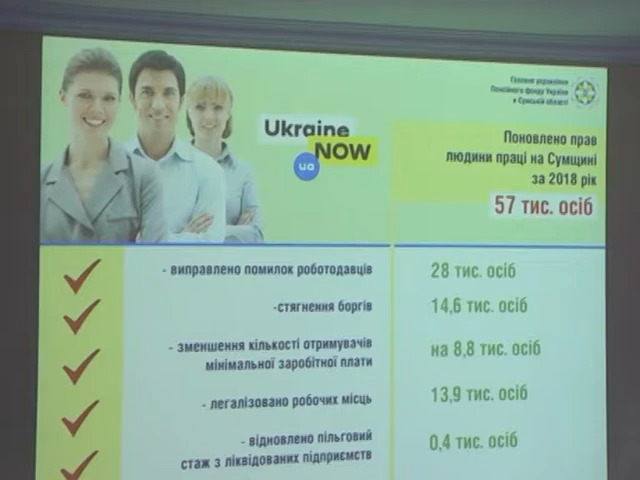 Головне управління
Пенсійного фонду України
в Сумській області
Ukraine
NOW
ua
Поновлено прав
людини праці на Сумщині
за 2018 рік
57 тис. осіб
- виправлено помилок роботодавців
28 тис. осіб
-стягнення боргів
14,6 тис. осіб
- зменшення кількості отримувачів
мінімальної заробітної плати
на 8,8 тис. осіб
- легалізовано робочих місць
13,9 тис. осіб
- відновлено пільговий
стаж з ліквідованих підприємств
0,4 тис. осіб